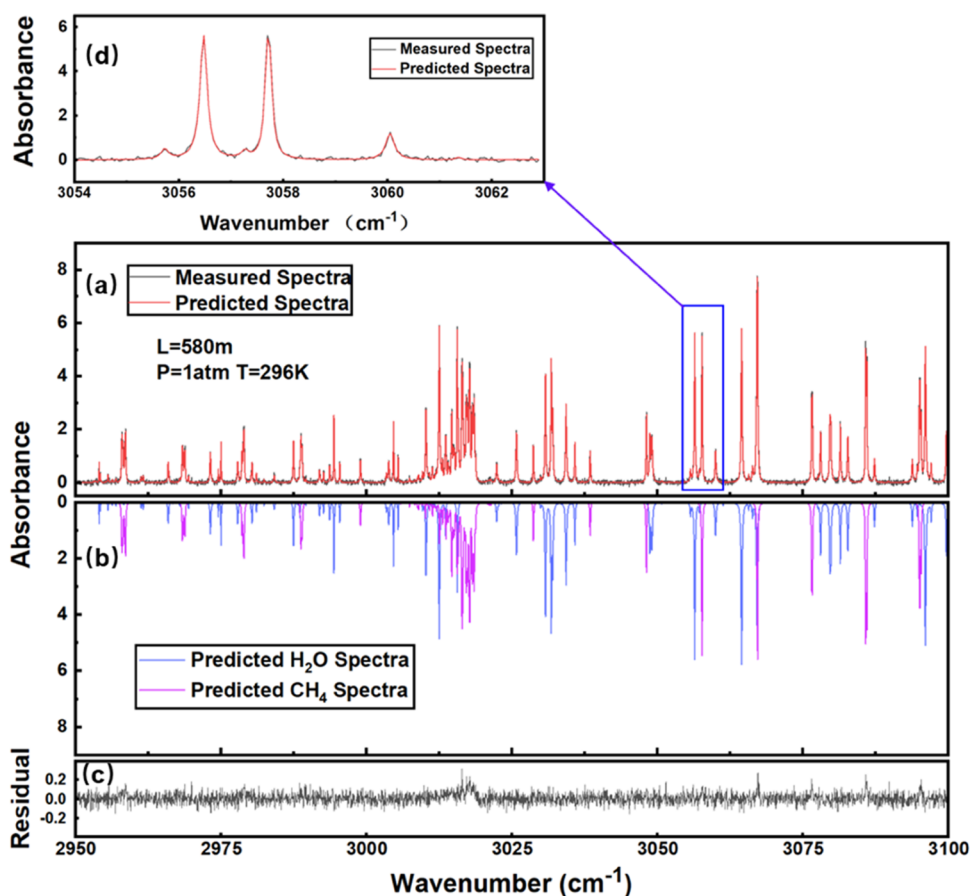 (d)
Measured Spectra
Predicted Spectra
Absorbance
6
4
2
0
3054 3056 3058 3060 3062
Wavenumber （cm-1）
(a)
Measured Spectra
Predicted Spectra
L=580m
P=1atm T=296K
8
6
4
2
0
Absorbance
0
2
4
6
8
(b)
Predicted H2O Spectra
Predicted CH4 Spectra
(c)
Residual
0.2
0.0
-0.2
2950 2975 3000 3025 3050 3075 3100
Wavenumber (cm-1)